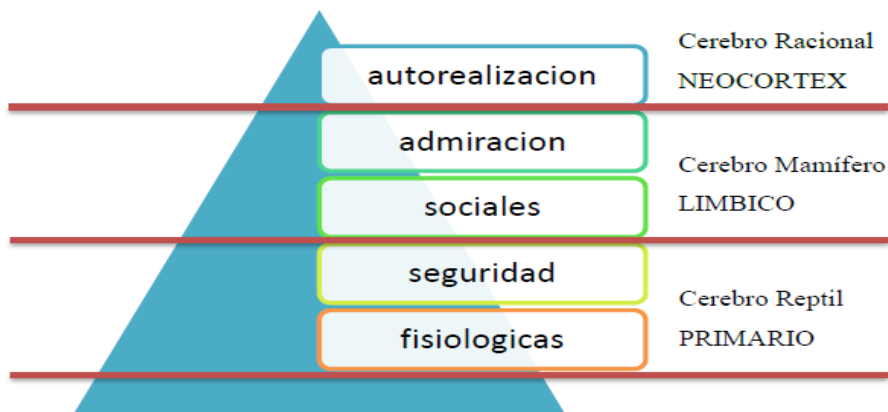 autorealizacion
Cerebro Racional
NEOCORTEX
admiracion
sociales
Cerebro Mamífero
LIMBICO
seguridad
fisiologicas
Cerebro Reptil
PRIMARIO